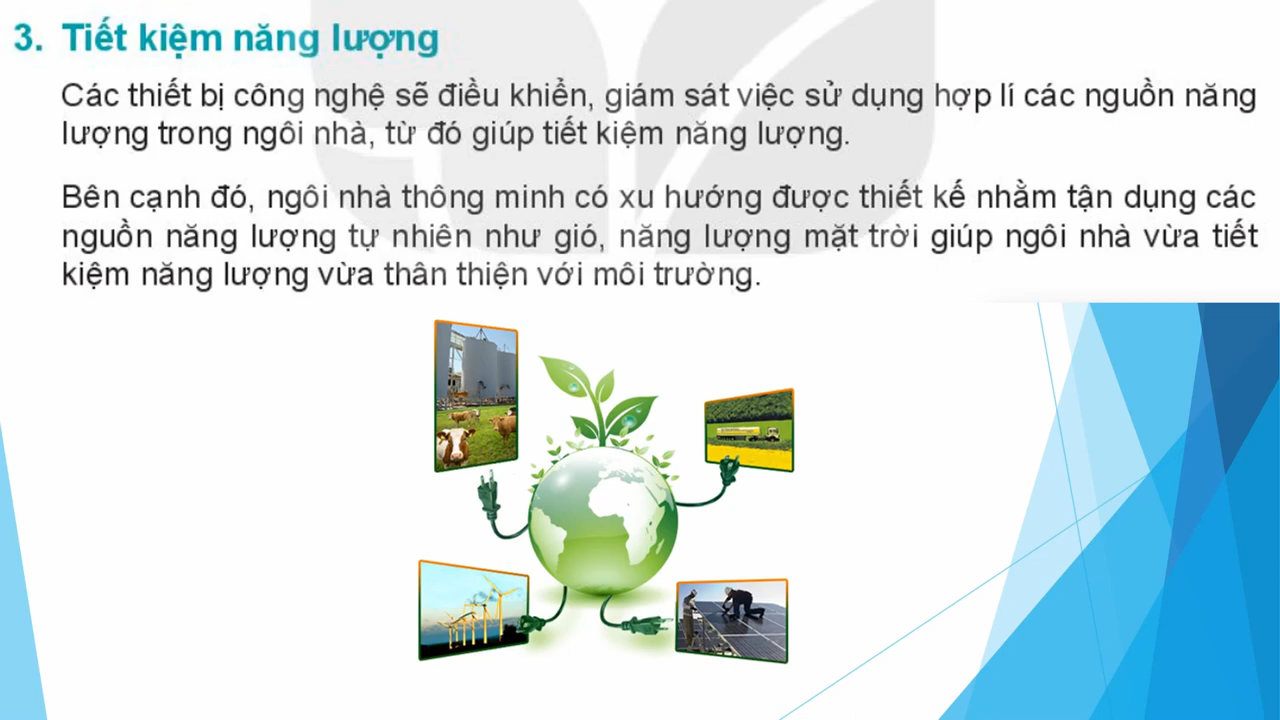 3. Tiết kiệm năng lượng
Các thiết bị công nghệ sẽ điều khiển, giám sát việc sử dụng hợp lí các nguồn năng
lượng trong ngôi nhà, từ đó giúp tiết kiệm năng lượng.
Bên cạnh đó, ngôi nhà thông minh có xu hướng được thiết kế nhằm tận dụng các
nguồn năng lượng tự nhiên như gió, năng lượng mặt trời giúp ngôi nhà vừa tiết
kiệm năng lượng vừa thân thiện với môi trường.